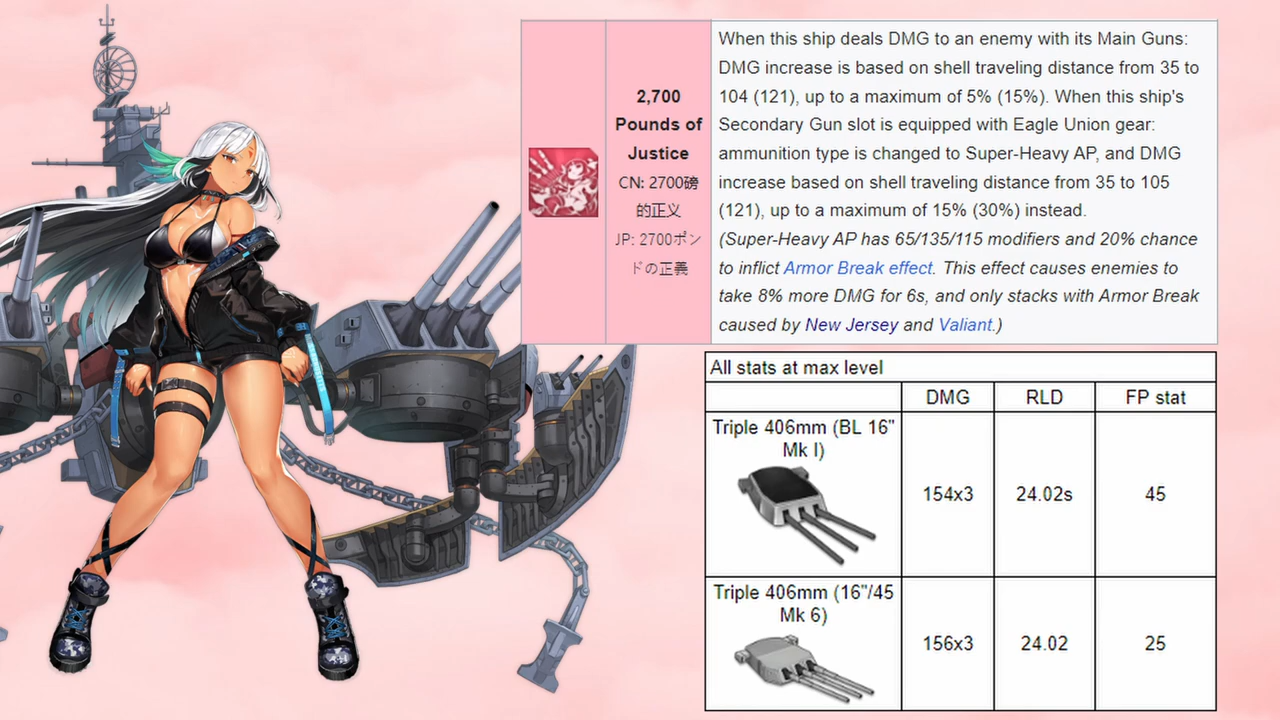 When this ship deals DMG to an enemy with its Main Guns:
DMG increase is based on shell traveling distance from 35 to
104 (121), up to a maximum of 5% (15%). When this ship's
Secondary Gun slot is equipped with Eagle Union gear:
ammunition type is changed to Super-Heavy AP, and DMG
increase based on shell traveling distance from 35 to 105
(121), up to a maximum of 15% (30%) instead.
(Super-Heavy AP has 65/135/115 modifiers and 20% chance
to inflict Armor Break effect. This effect causes enemies to
take 8% more DMG for 6s, and only stacks with Armor Break
caused by New Jersey and Valiant.)
2,700
Pounds of
Justice
CN: 2700磅
的正义
JP: 2700ポン
ドの正義
All stats at max level
DMG RLD FP stat
Triple 406mm (BL 16"
Mk I)
154x3 24.02s 45
Triple 406mm (16"/45
Mk 6)
156x3 24.02 25